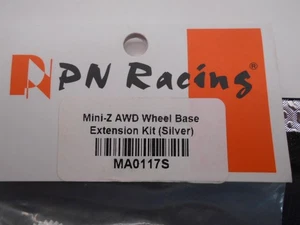 PN Racing®
Mini-Z AWD Wheel Base
Extension Kit (Silver)
MA0117S